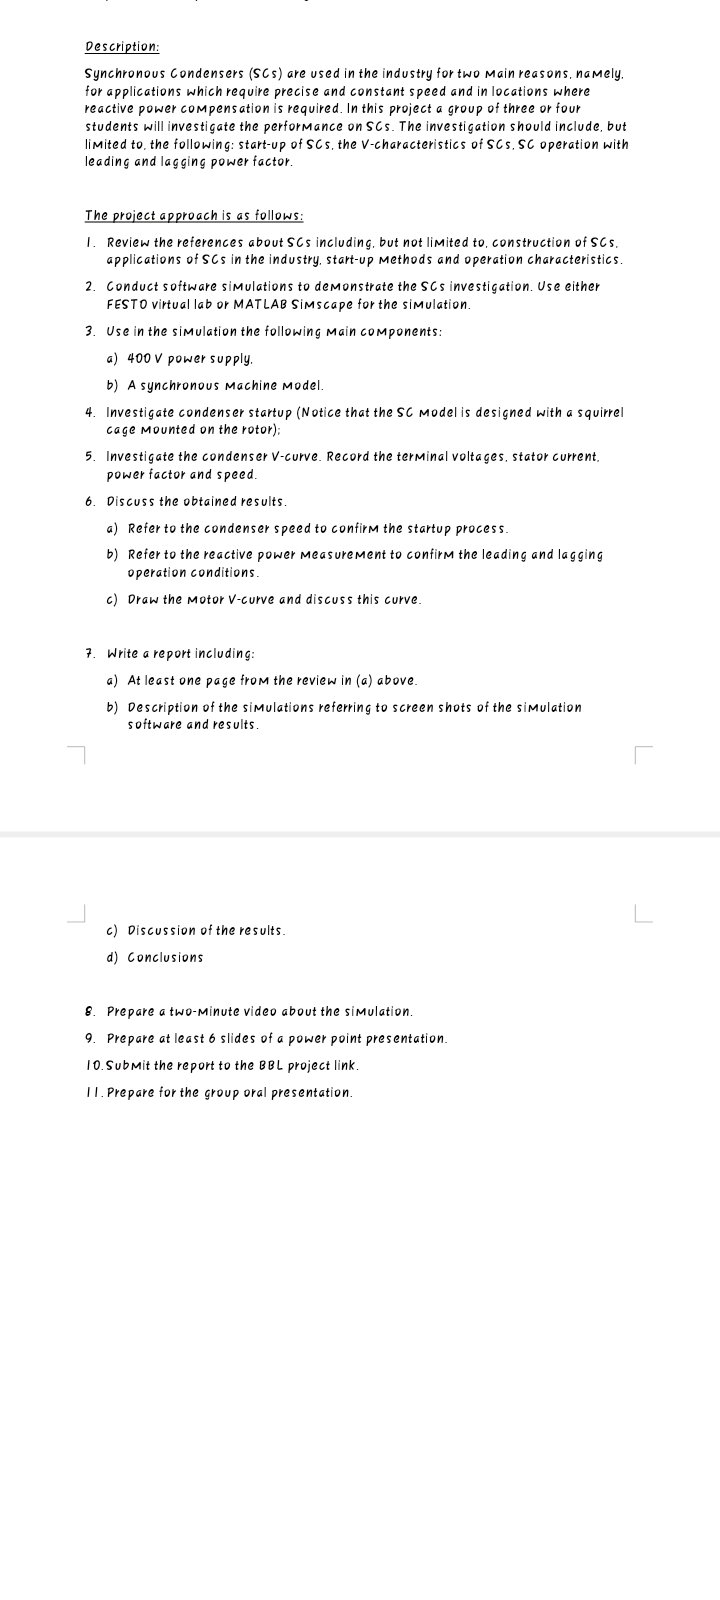 Description:
Synchronous Condensers (SCs) are used in the industry for two main reasons, namely,
for applications which require precise and constant speed and in locations where
reactive power compensation is required. In this project a group of three or four
students will investigate the performance on SCs. The investigation should include, but
limited to, the following: start-up of SCs, the V-characteristics of SCs, SC operation with
leading and lagging power factor.
The project approach is as follows:
1. Review the references about SCs including, but not limited to, construction of SCs,
applications of SCs in the industry, start-up methods and operation characteristics.
2. Conduct software simulations to demonstrate the SCs investigation. Use either
FESTO virtual lab or MATLAB Simscape for the simulation.
3. Use in the simulation the following main components:
a) 400 V power supply,
b) A synchronous machine model.
4. Investigate condenser startup (Notice that the SC model is designed with a squirrel
cage mounted on the rotor);
5. Investigate the condenser V-curve. Record the terminal voltages, stator current,
power factor and speed.
6. Discuss the obtained results.
a) Refer to the condenser speed to confirm the startup process.
b) Refer to the reactive power measurement to confirm the leading and lagging
operation conditions.
c) Draw the motor V-curve and discuss this curve.
7. Write a report including:
a) At least one page from the review in (a) above.
b) Description of the simulations referring to screen shots of the simulation
software and results.
c) Discussion of the results.
d) Conclusions
8. Prepare a two-minute video about the simulation.
9. Prepare at least 6 slides of a power point presentation.
10. Submit the report to the BBL project link.
11. Prepare for the group oral presentation.